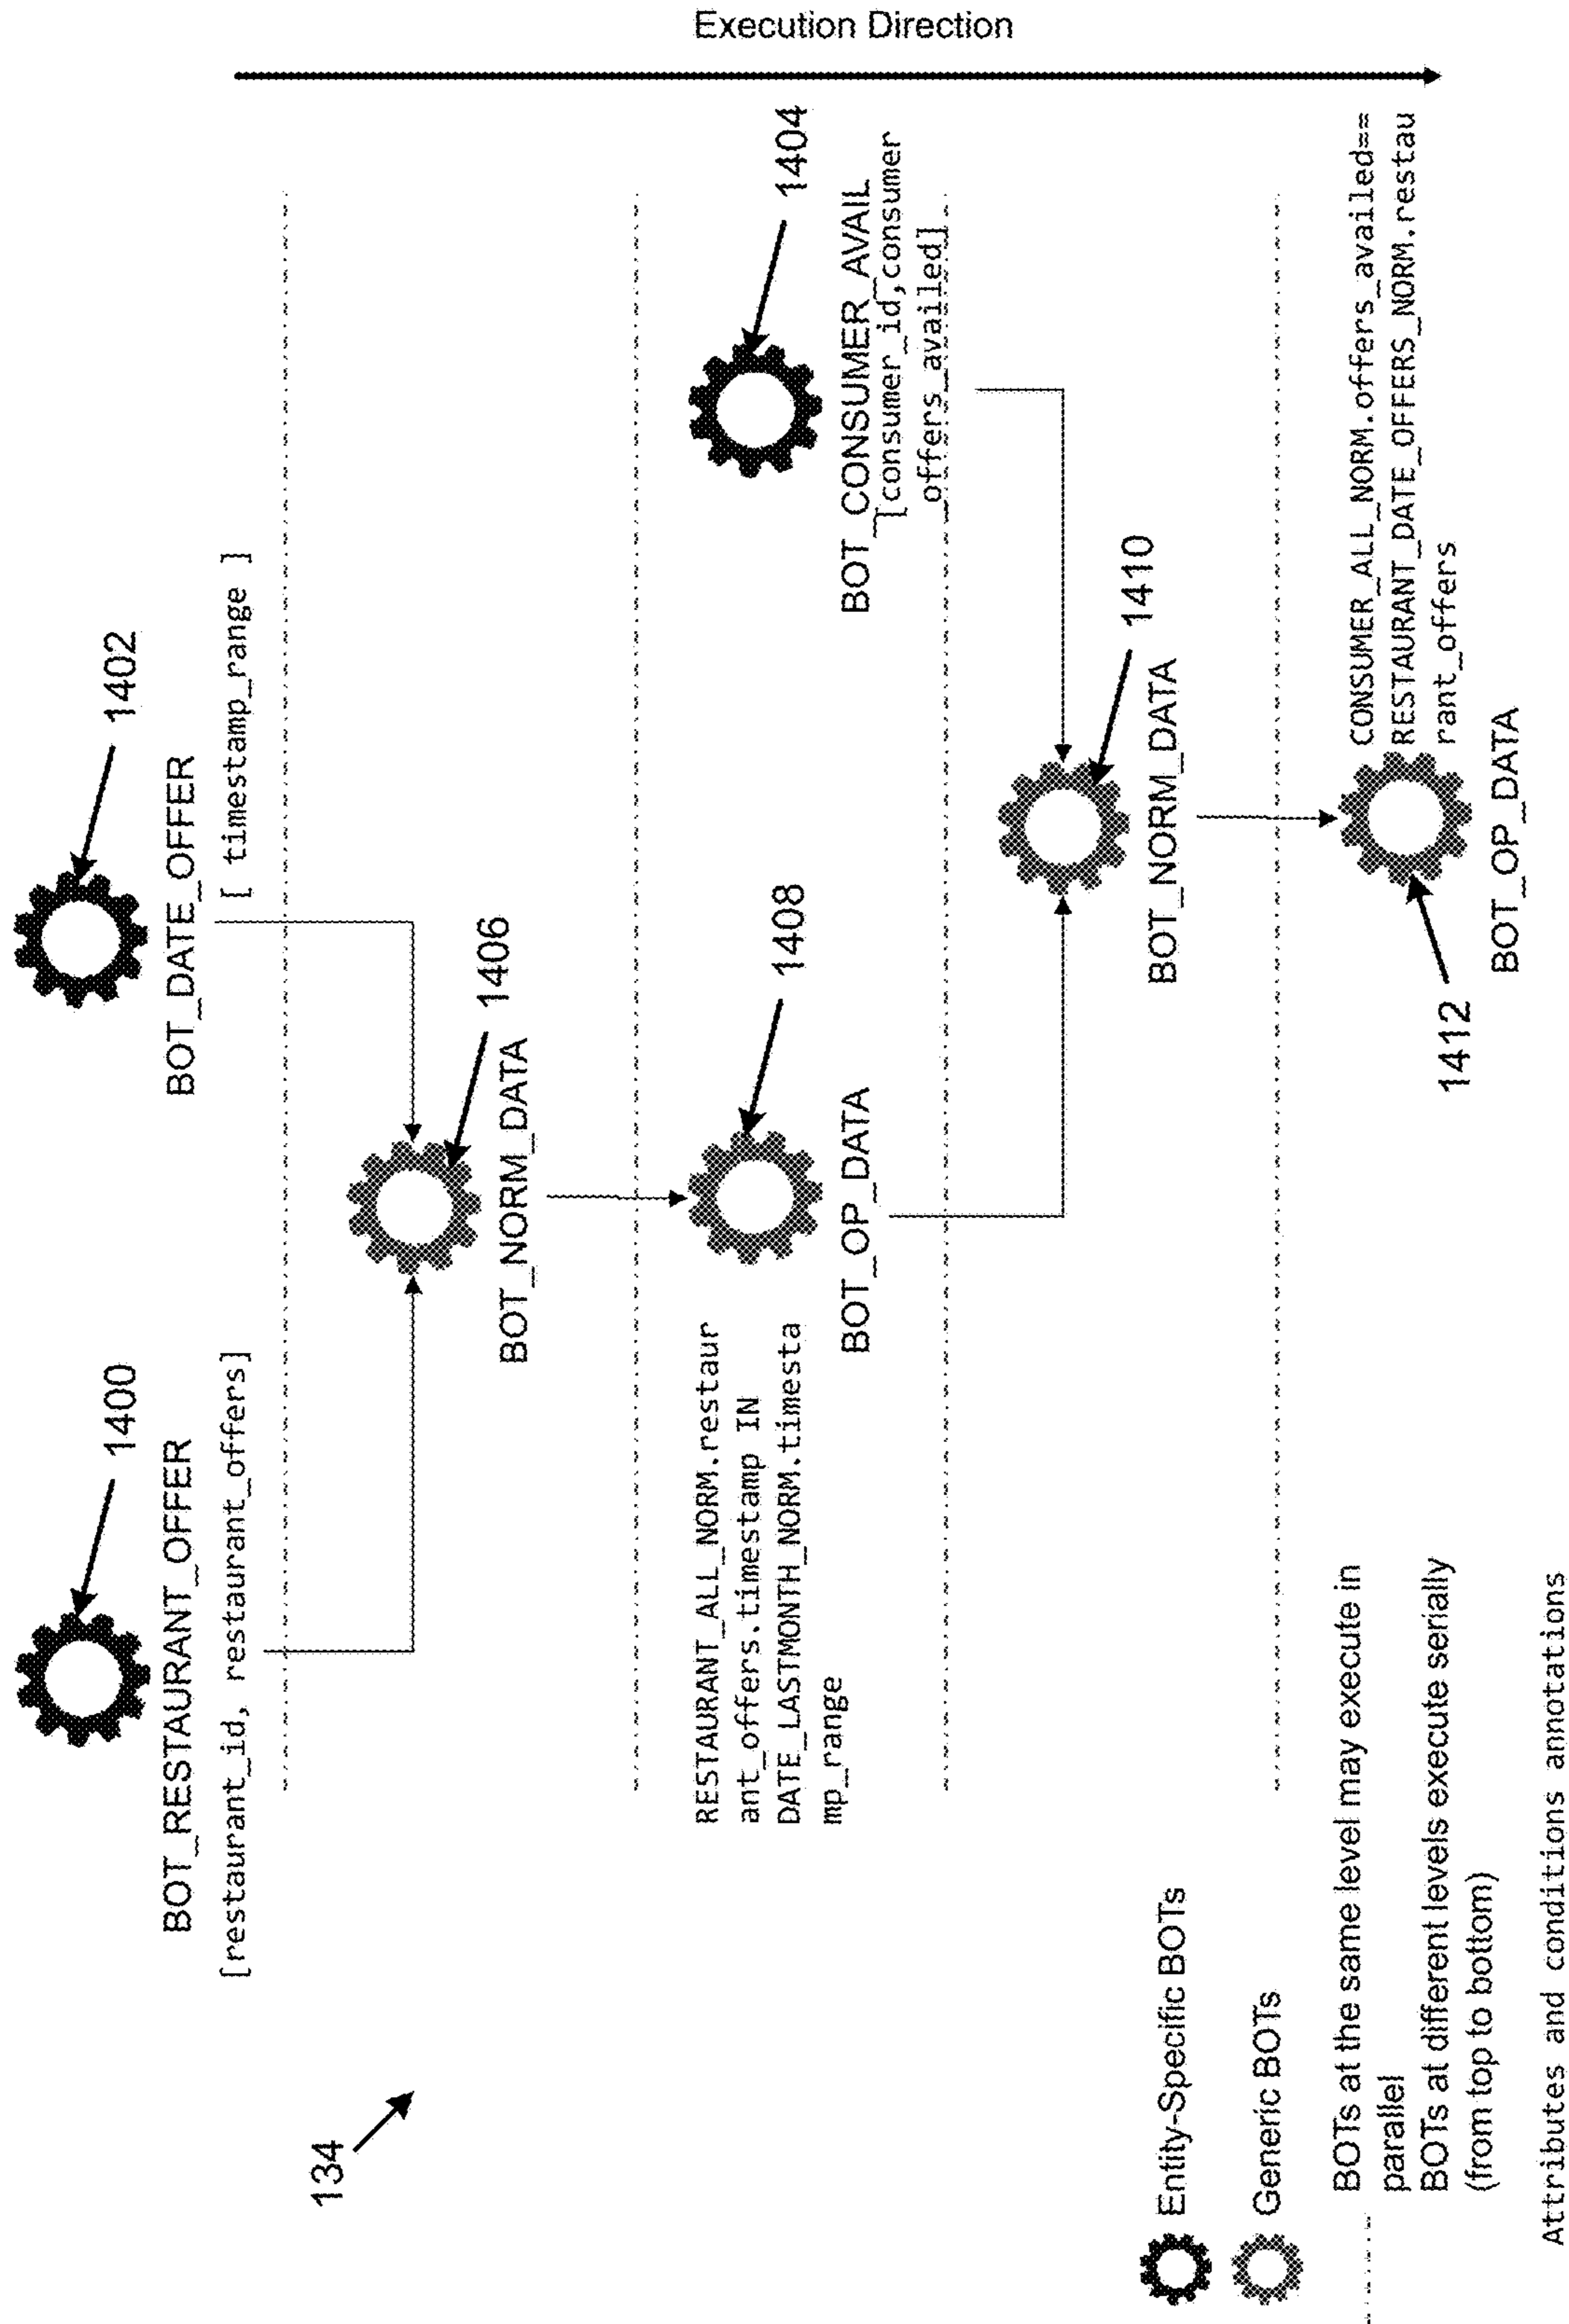 1400
BOT_RESTAURANT_OFFER
[restaurant_id, restaurant_offers]
1402
BOT_DATE_OFFER
[ timestamp_range ]
Execution Direction
134
1406
BOT_NORM_DATA
RESTAURANT_ALL_NORM.restaur
ant_offers.timestamp IN
DATE_LASTMONTH_NORM.timesta
mp_range
1408
BOT_OP_DATA
1404
BOT_CONSUMER_AVAIL
[consumer_id,consumer
_offers_availed]
1410
BOT_NORM_DATA
1412
CONSUMER_ALL_NORM.offers_availed==
RESTAURANT_DATE_OFFERS_NORM.restau
rant_offers
BOT_OP_DATA
Entity-Specific BOTs
Generic BOTs
BOTs at the same level may execute in
parallel
BOTs at different levels execute serially
(from top to bottom)
Attributes and conditions annotations